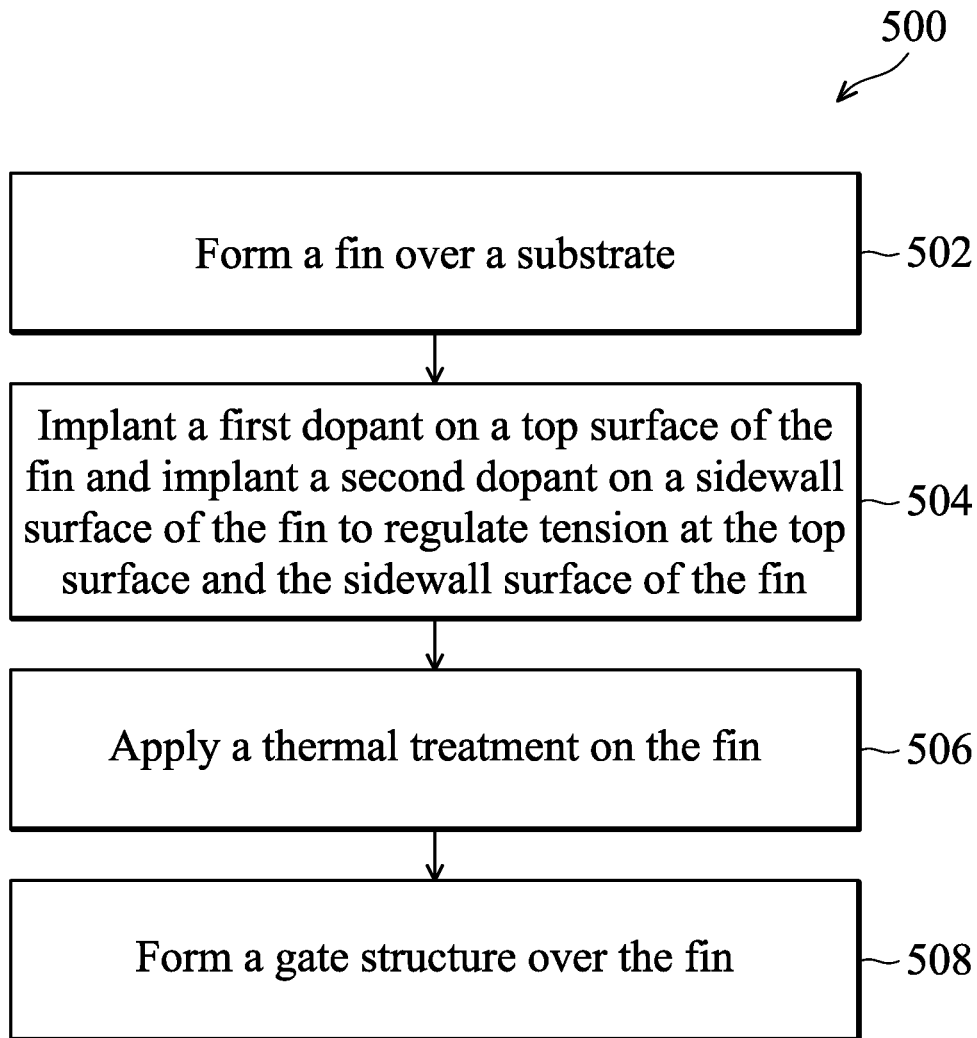 500
Form a fin over a substrate
502
Implant a first dopant on a top surface of the
fin and implant a second dopant on a sidewall
surface of the fin to regulate tension at the top
surface and the sidewall surface of the fin
504
Apply a thermal treatment on the fin
506
Form a gate structure over the fin
508